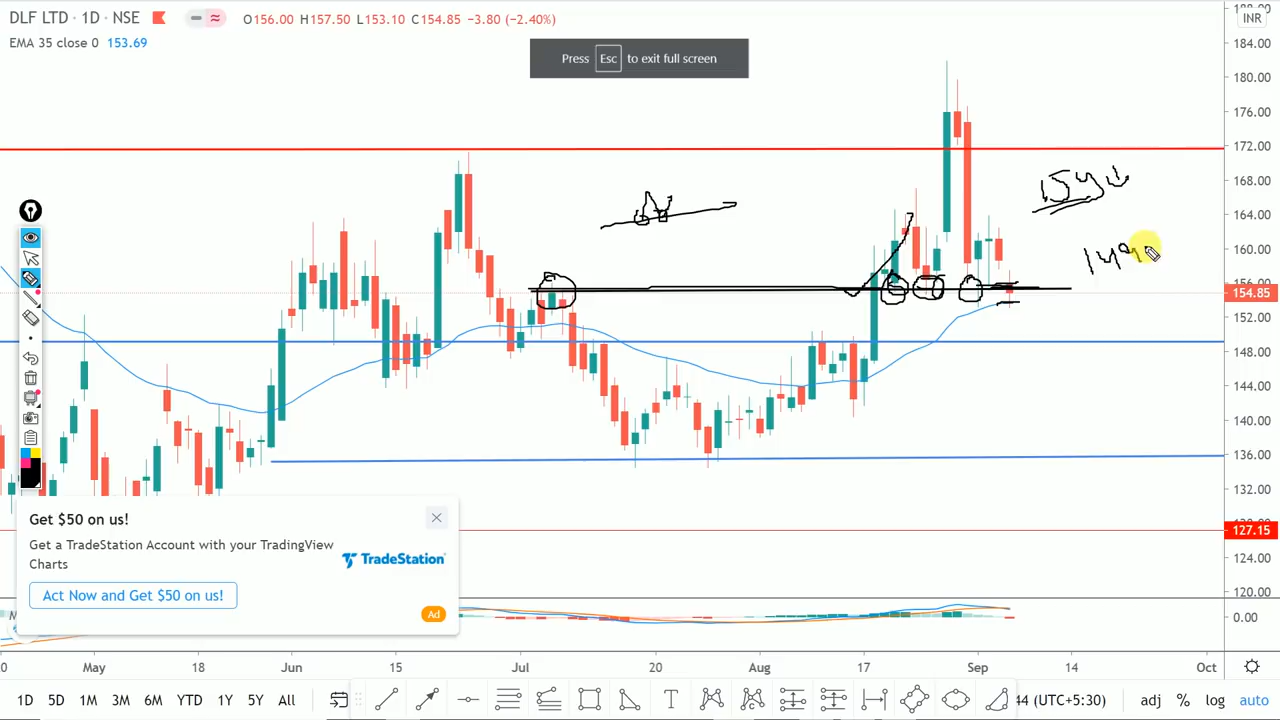 DLF LTD · 1D · NSE
O156.00 H157.50 L153.10 C154.85 -3.80 (-2.40%)
EMA 35 close 0 153.69
Press Esc to exit full screen
INR
184.00
180.00
176.00
172.00
168.00
164.00
160.00
154.85
152.00
148.00
144.00
140.00
136.00
132.00
127.15
124.00
120.00
0.00
154
149
Get $50 on us!
Get a TradeStation Account with your TradingView
Charts
TradeStation
Act Now and Get $50 on us!
Ad
May 18 Jun 15 Jul 20 Aug 17 Sep 14 Oct
1D 5D 1M 3M 6M YTD 1Y 5Y All
44 (UTC+5:30) adj % log auto